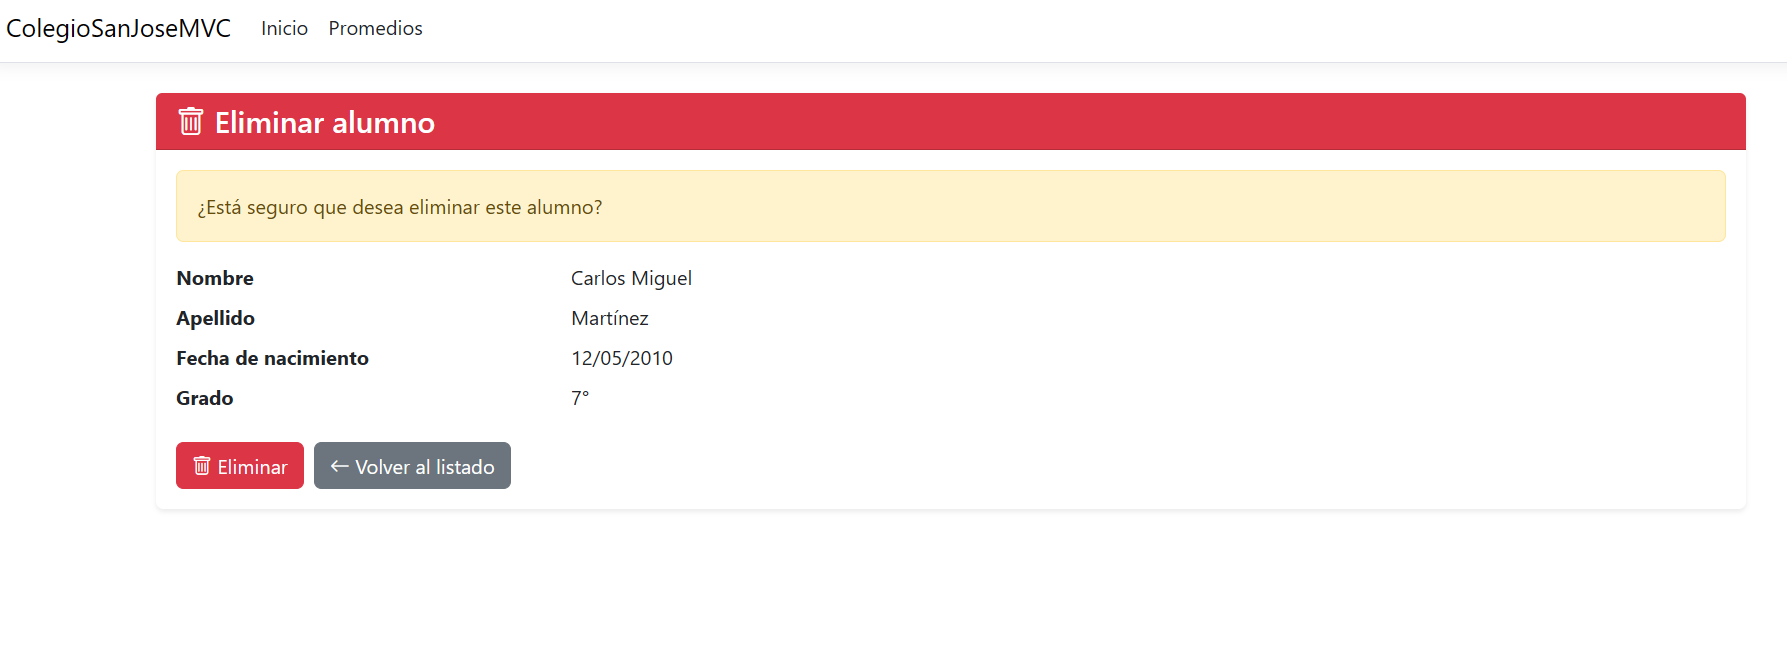 ColegioSanJoseMVC Inicio Promedios
Eliminar alumno
¿Está seguro que desea eliminar este alumno?
Nombre Carlos Miguel
Apellido Martínez
Fecha de nacimiento 12/05/2010
Grado 7°
Eliminar ← Volver al listado